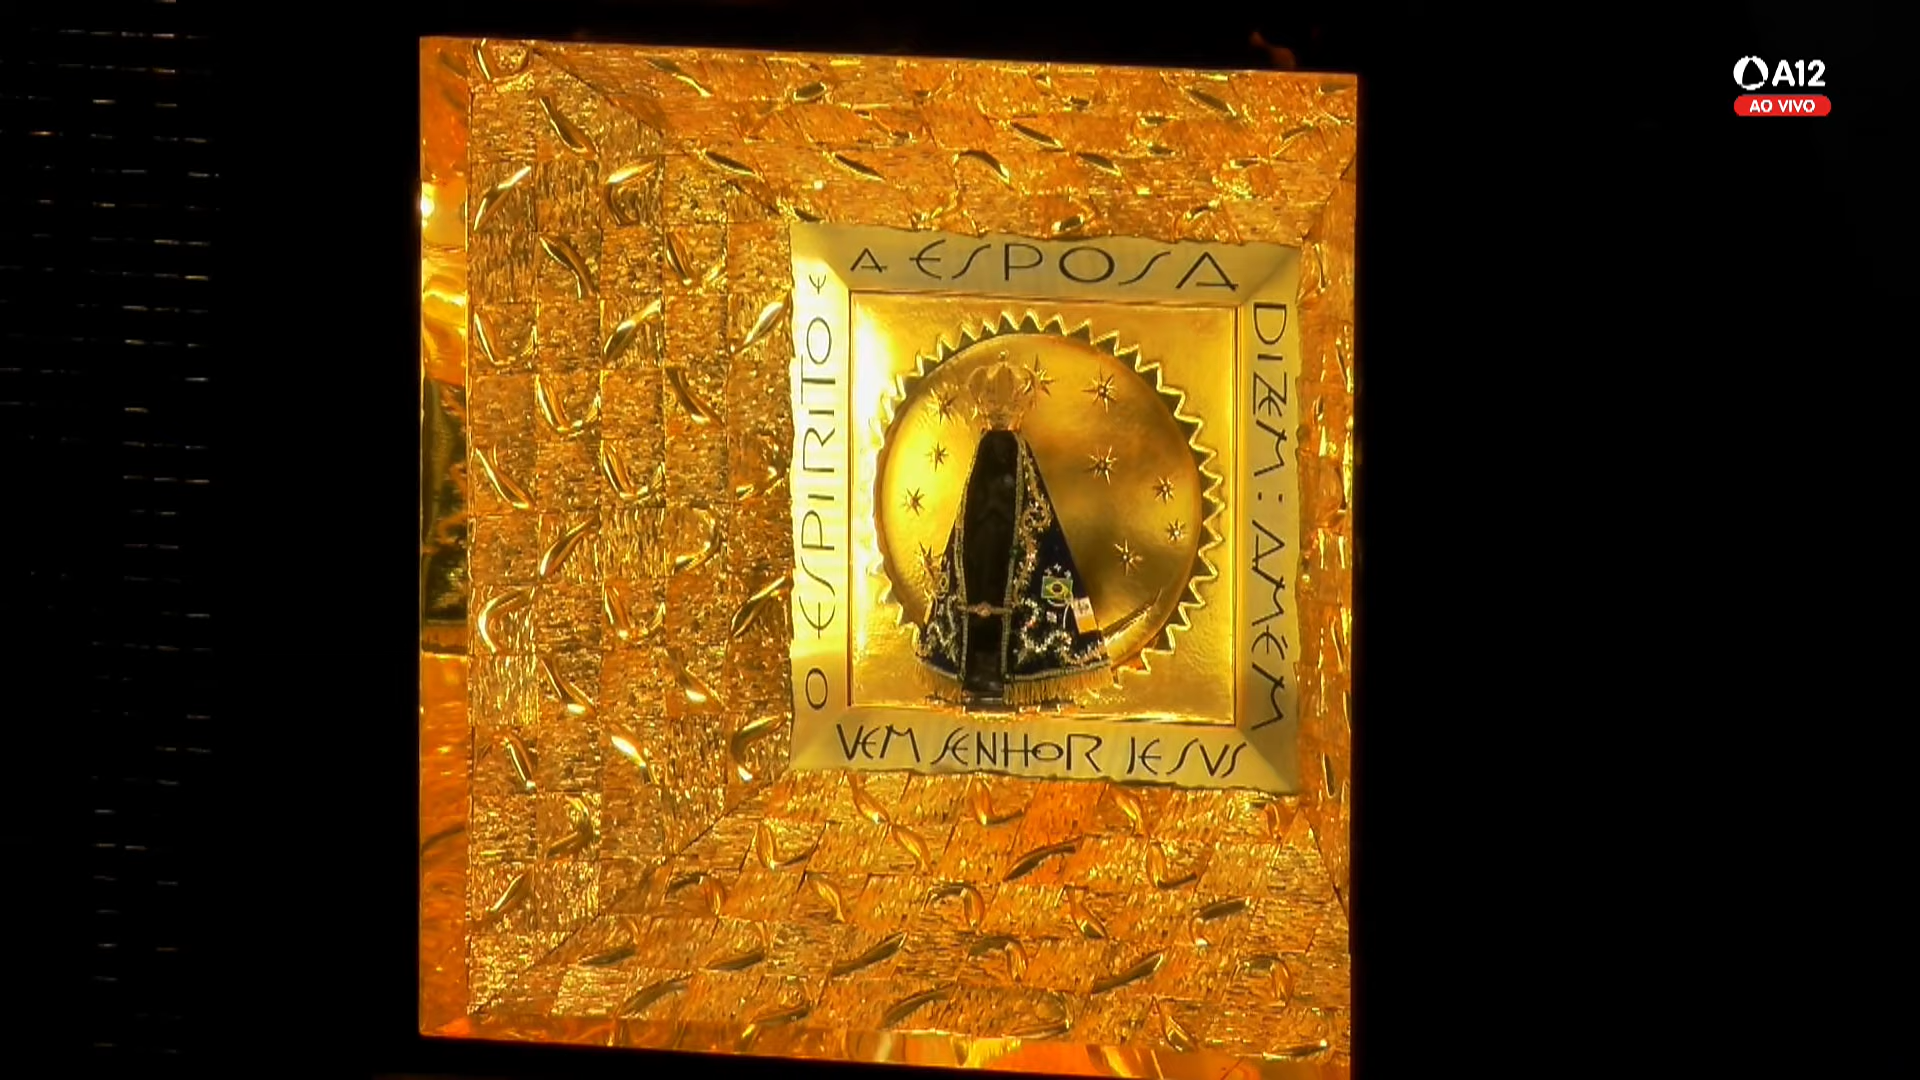 A12
AO VIVO
O ESPIRITO E
A ESPOSA
DIZEM: AMÉM
VEM SENHOR JESUS